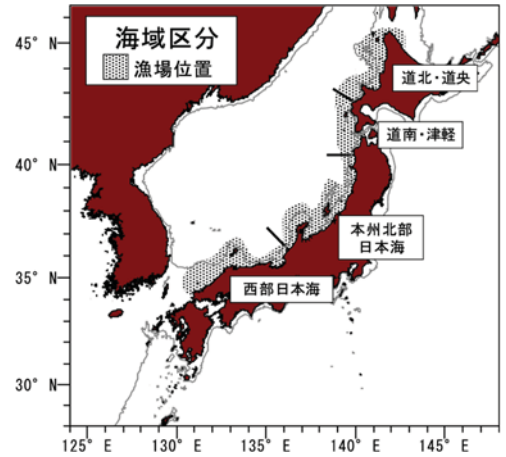 海域区分
漁場位置
45° N
道北・道央
道南・津軽
40° N
本州北部
日本海
西部日本海
35° N
30° N
125° E
130° E
135° E
140° E
145° E